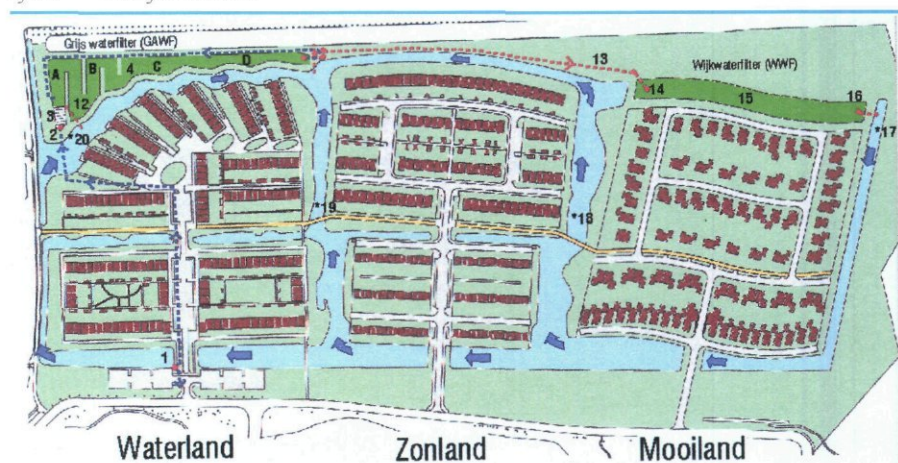 Grijs waterfilter (GAWF)
A B 4 C D
13
Wijkwaterfilter (WWF)
14 15 16
12
3
2 *20
*17
*19
*18
1
Waterland Zonland Mooiland